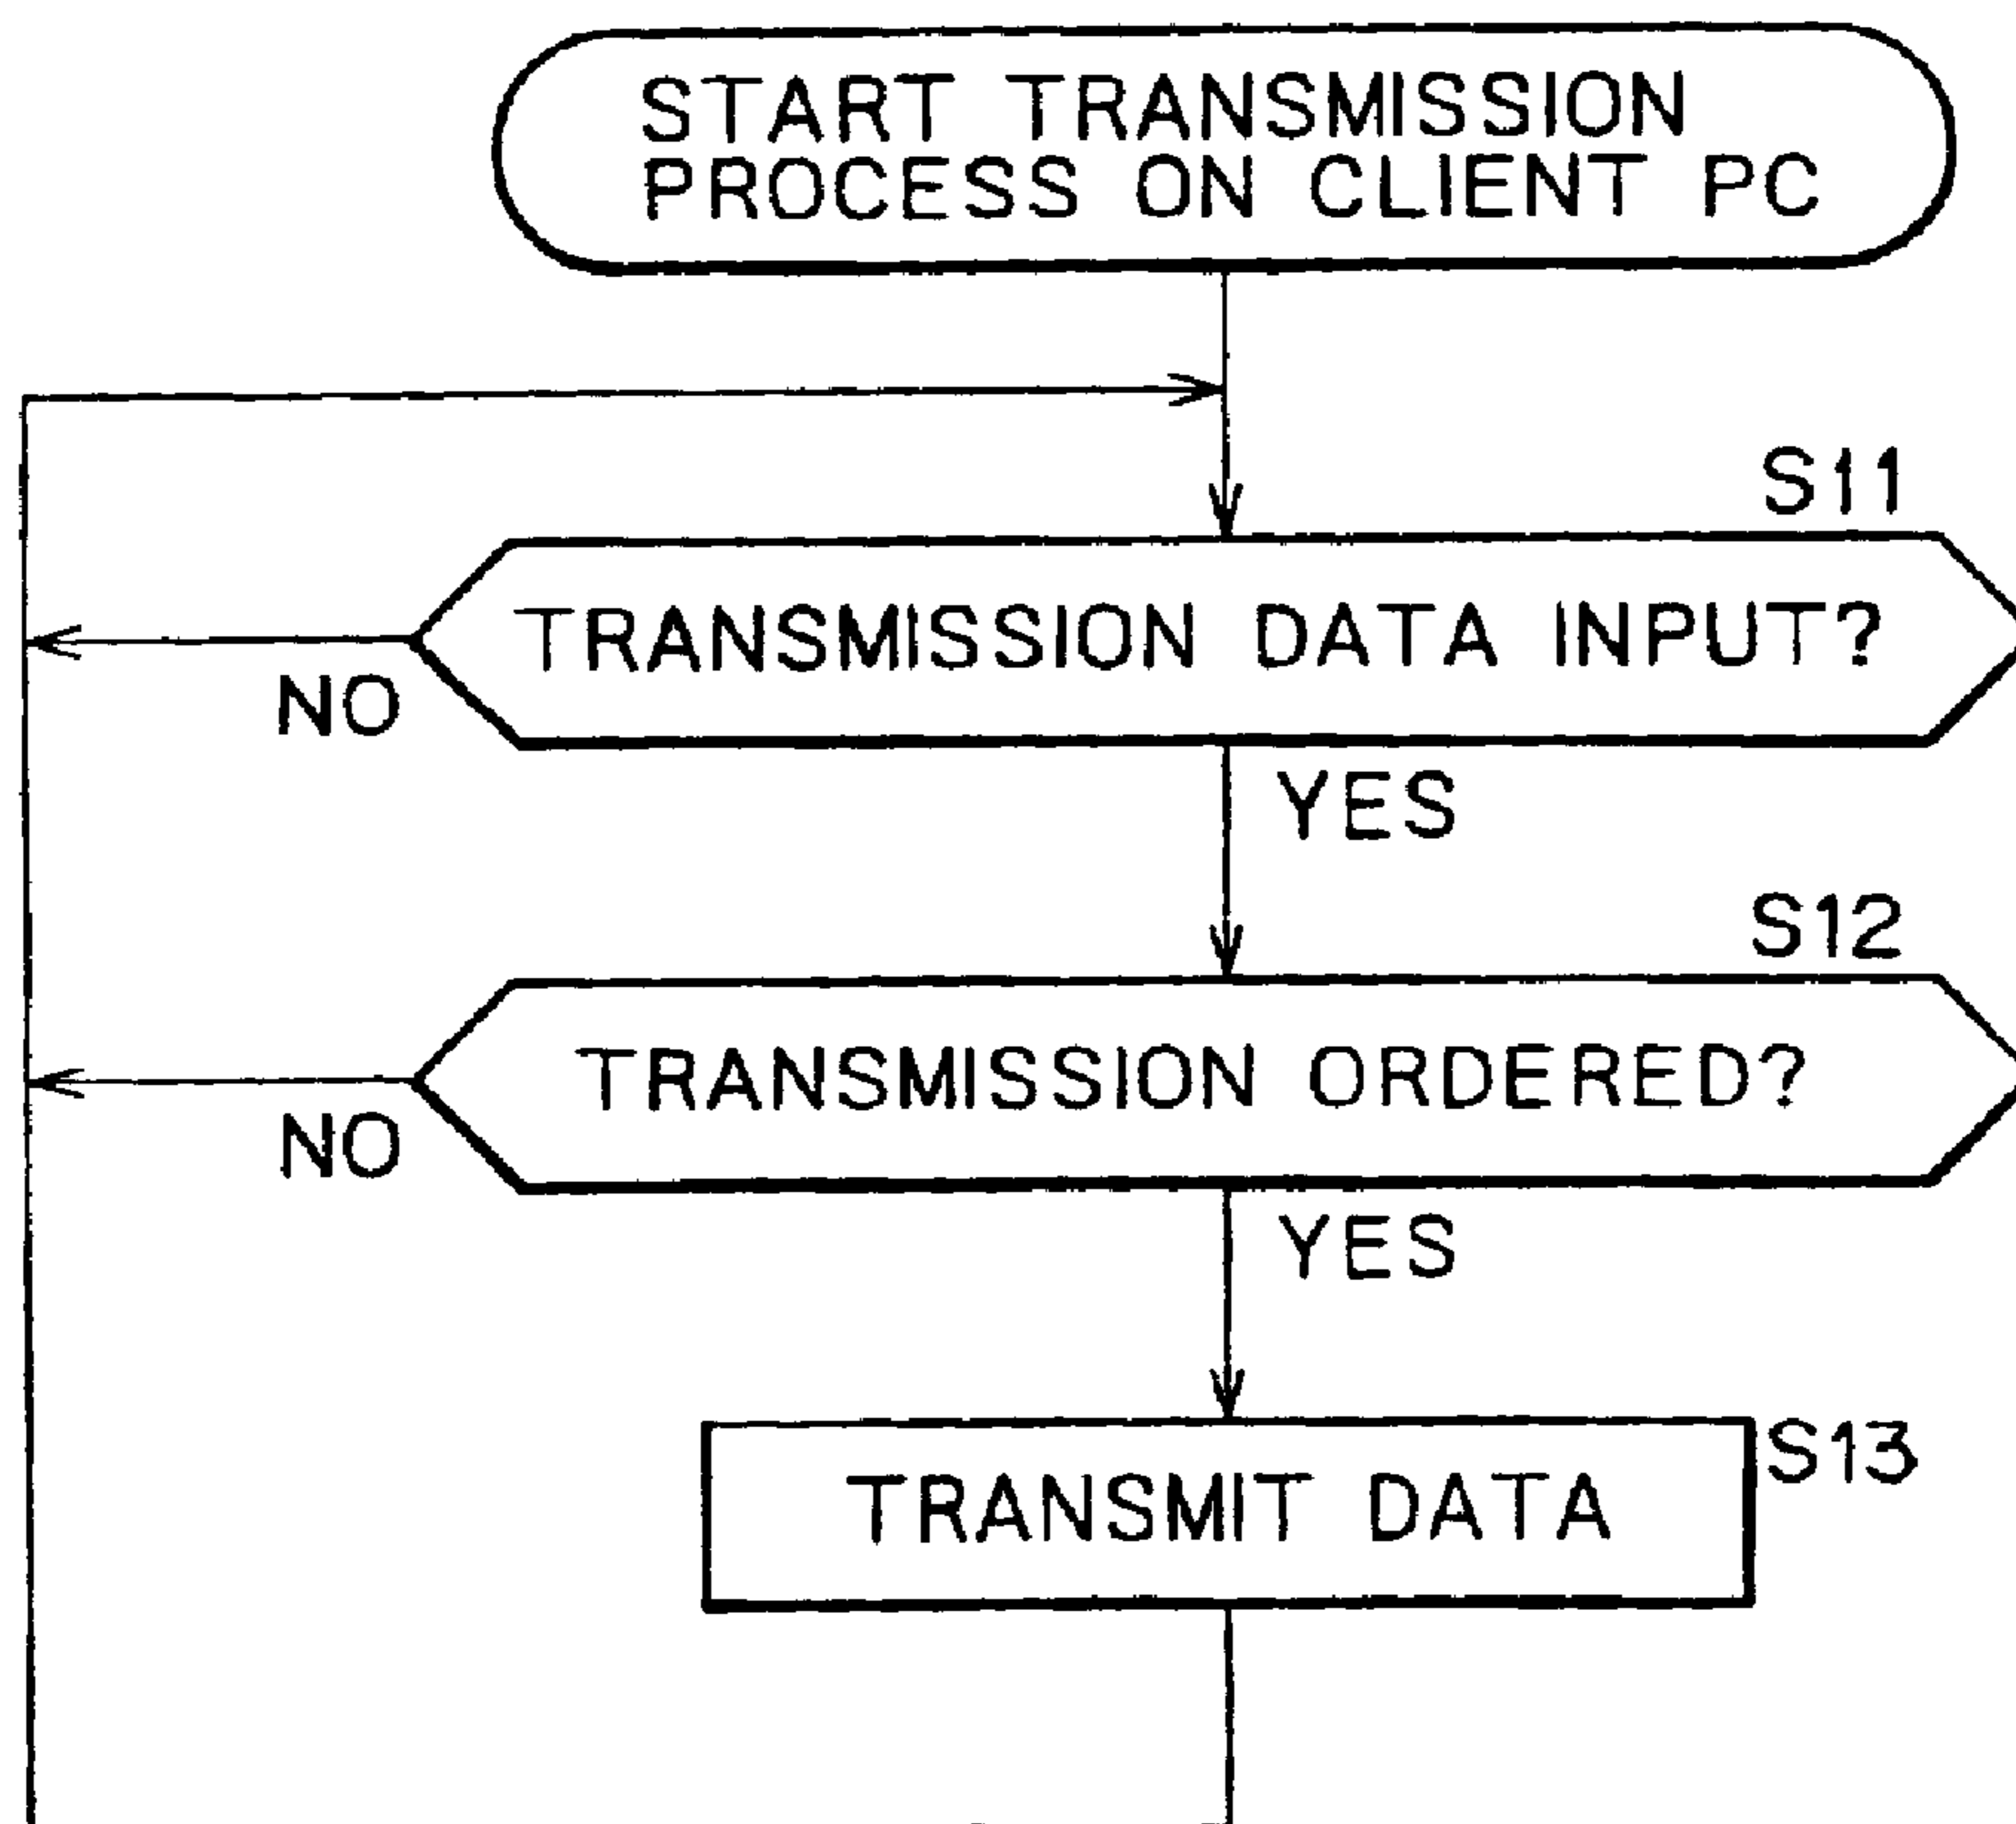 START TRANSMISSION
PROCESS ON CLIENT PC
S11
TRANSMISSION DATA INPUT?
NO
YES
S12
TRANSMISSION ORDERED?
NO
YES
S13
TRANSMIT DATA